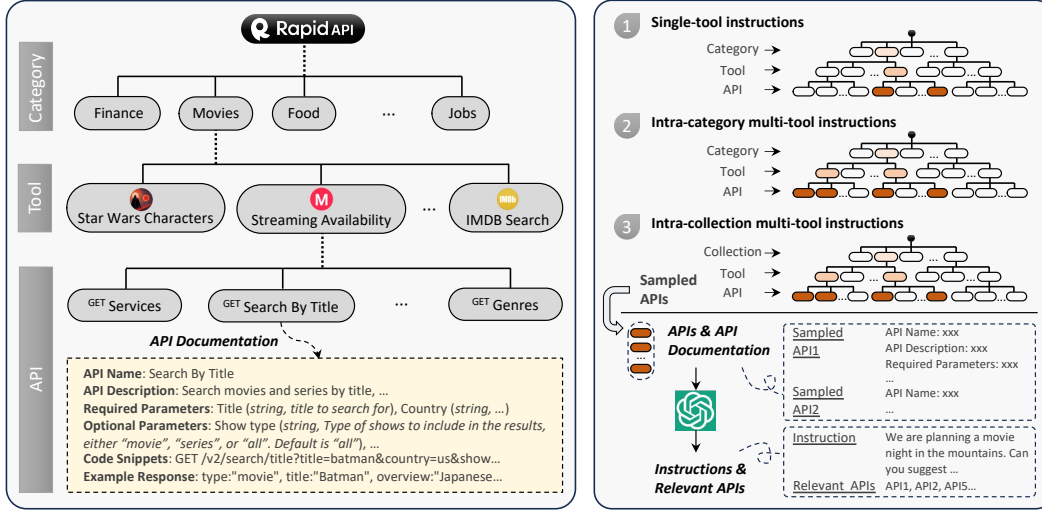 Rapid API
Category
Finance
Movies
Food
...
Jobs
Tool
Star Wars Characters
M
Streaming Availability
...
IMDb
IMDB Search
API
GET Services
GET Search By Title
...
GET Genres
API Documentation
API Name: Search By Title
API Description: Search movies and series by title, …
Required Parameters: Title (string, title to search for), Country (string, …)
Optional Parameters: Show type (string, Type of shows to include in the results,
either “movie”, “series”, or “all”. Default is “all”), …
Code Snippets: GET /v2/search/title?title=batman&country=us&show…
Example Response: type:"movie", title:"Batman", overview:"Japanese…
1 Single-tool instructions
Category
...
Tool
...
...
API
...
...
...
2 Intra-category multi-tool instructions
Category
...
Tool
...
...
API
...
...
...
3 Intra-collection multi-tool instructions
Collection
...
Tool
...
...
API
...
...
...
Sampled
APIs
...
APIs & API
Documentation
Sampled
API1
API Name: xxx
API Description: xxx
Required Parameters: xxx
…
Sampled
API2
API Name: xxx
…
Instructions &
Relevant APIs
Instruction
We are planning a movie
night in the mountains. Can
you suggest …
Relevant APIs
API1, API2, API5…